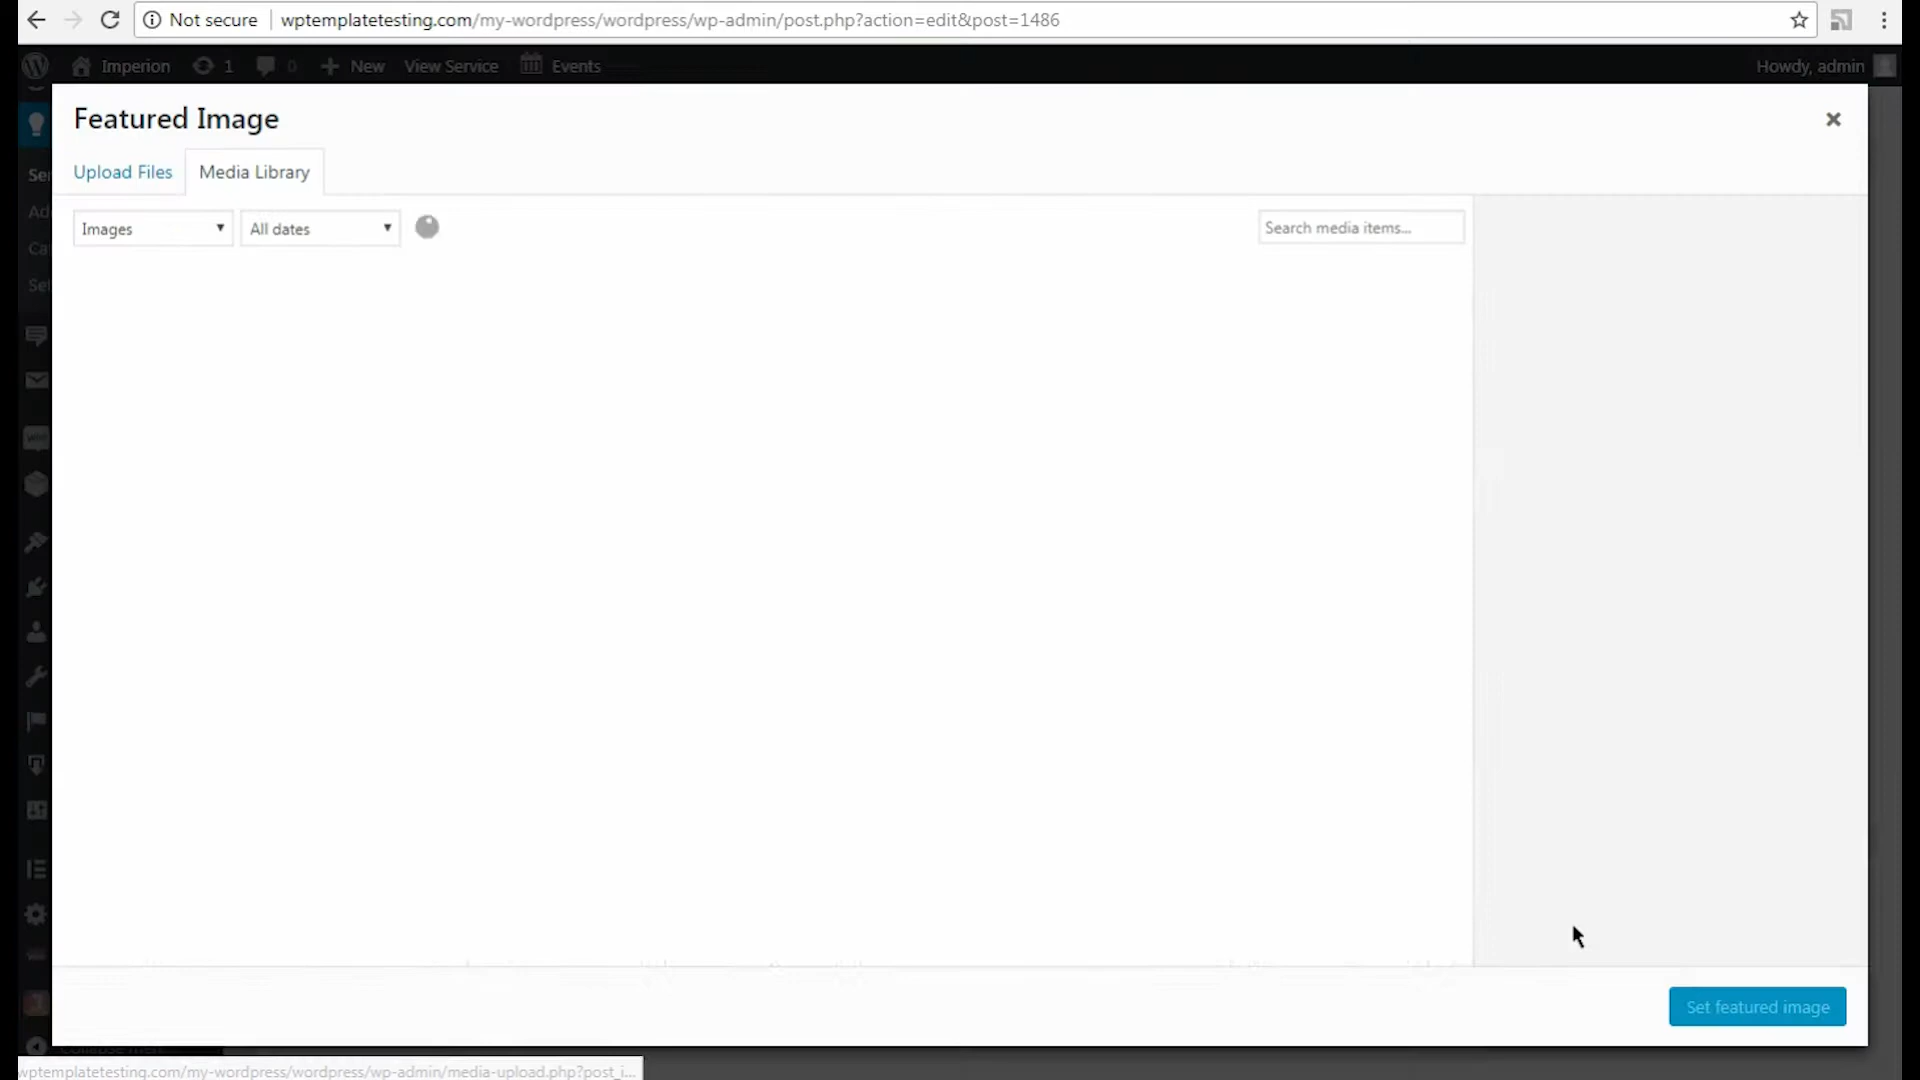 Not secure wptemplatetesting.com/my-wordpress/wordpress/wp-admin/post.php?action=edit&post=1486
Imperion 1 0 New View Service Events Howdy, admin
Featured Image
Upload Files Media Library
Images All dates Search media items...
Ad
Ca
Set featured image
wptemplatetesting.com/my-wordpress/wordpress/wp-admin/media-upload.php?post_i...